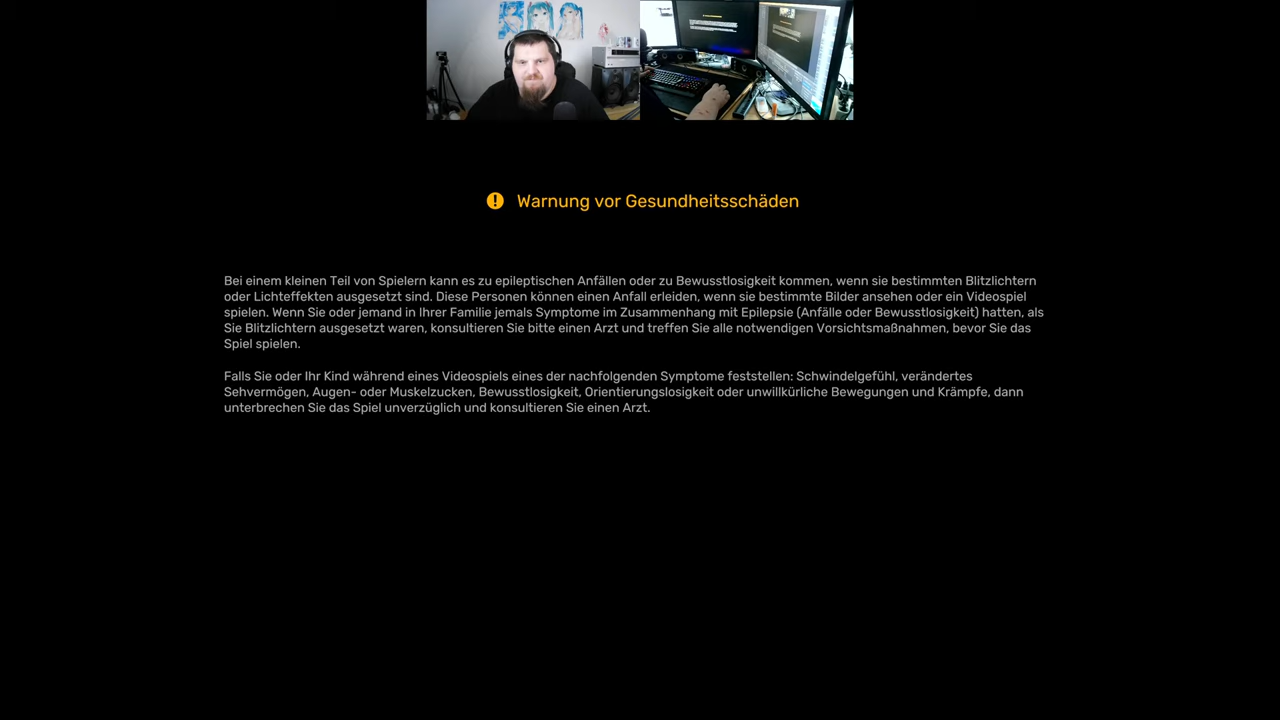 Warnung vor Gesundheitsschäden
Bei einem kleinen Teil von Spielern kann es zu epileptischen Anfällen oder zu Bewusstlosigkeit kommen, wenn sie bestimmten Blitzlichtern
oder Lichteffekten ausgesetzt sind. Diese Personen können einen Anfall erleiden, wenn sie bestimmte Bilder ansehen oder ein Videospiel
spielen. Wenn Sie oder jemand in Ihrer Familie jemals Symptome im Zusammenhang mit Epilepsie (Anfälle oder Bewusstlosigkeit) hatten, als
Sie Blitzlichtern ausgesetzt waren, konsultieren Sie bitte einen Arzt und treffen Sie alle notwendigen Vorsichtsmaßnahmen, bevor Sie das
Spiel spielen.
Falls Sie oder Ihr Kind während eines Videospiels eines der nachfolgenden Symptome feststellen: Schwindelgefühl, verändertes
Sehvermögen, Augen- oder Muskelzucken, Bewusstlosigkeit, Orientierungslosigkeit oder unwillkürliche Bewegungen und Krämpfe, dann
unterbrechen Sie das Spiel unverzüglich und konsultieren Sie einen Arzt.